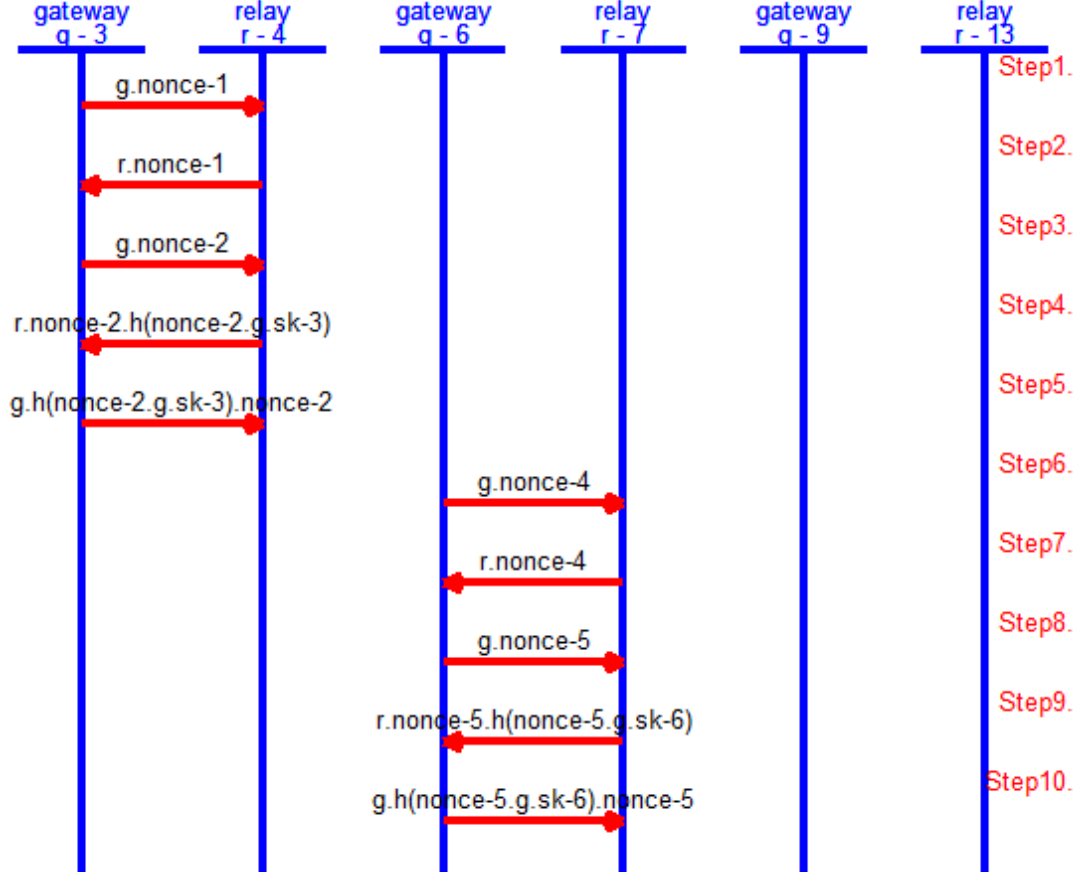 gateway relay gateway relay gateway relay
g - 3 r - 4 g - 6 r - 7 g - 9 r - 13
Step1.
g.nonce-1
Step2.
r.nonce-1
Step3.
g.nonce-2
Step4.
r.nonce-2.h(nonce-2.g.sk-3)
Step5.
g.h(nonce-2.g.sk-3).nonce-2
Step6.
g.nonce-4
Step7.
r.nonce-4
Step8.
g.nonce-5
Step9.
r.nonce-5.h(nonce-5.g.sk-6)
Step10.
g.h(nonce-5.g.sk-6).nonce-5